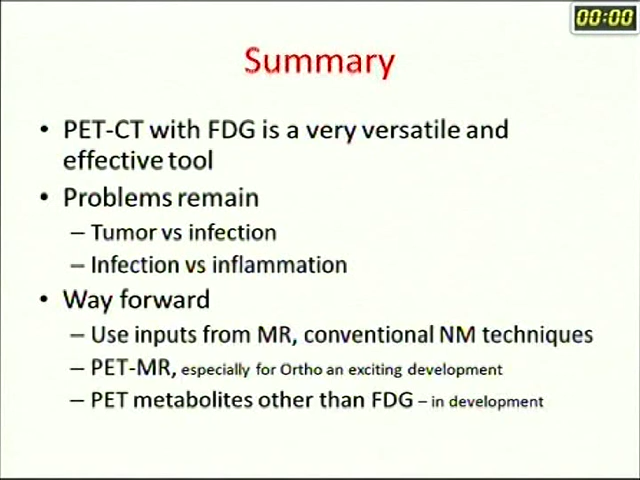 00:00
Summary
• PET-CT with FDG is a very versatile and
effective tool
• Problems remain
– Tumor vs infection
– Infection vs inflammation
• Way forward
– Use inputs from MR, conventional NM techniques
– PET-MR, especially for Ortho an exciting development
– PET metabolites other than FDG – in development